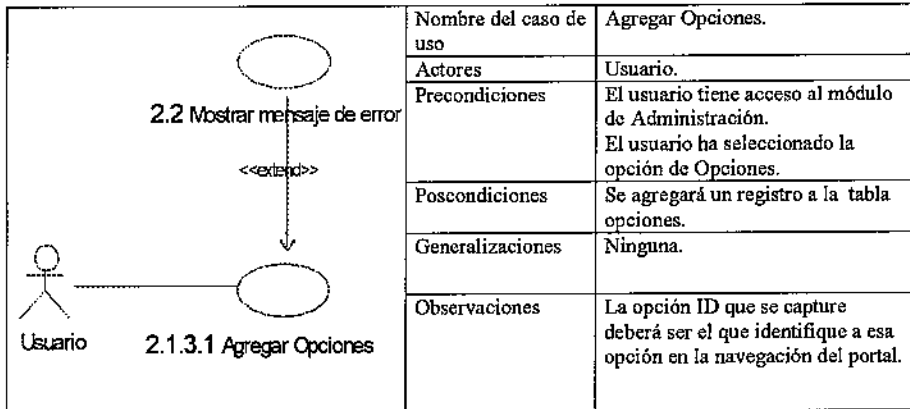 2.2 Mostrar mensaje de error
<<extend>>
Usuario
2.1.3.1 Agregar Opciones
Nombre del caso de uso
Agregar Opciones.
Actores
Usuario.
Precondiciones
El usuario tiene acceso al módulo
de Administración.
El usuario ha seleccionado la
opción de Opciones.
Poscondiciones
Se agregará un registro a la tabla
opciones.
Generalizaciones
Ninguna.
Observaciones
La opción ID que se capture
deberá ser el que identifique a esa
opción en la navegación del portal.